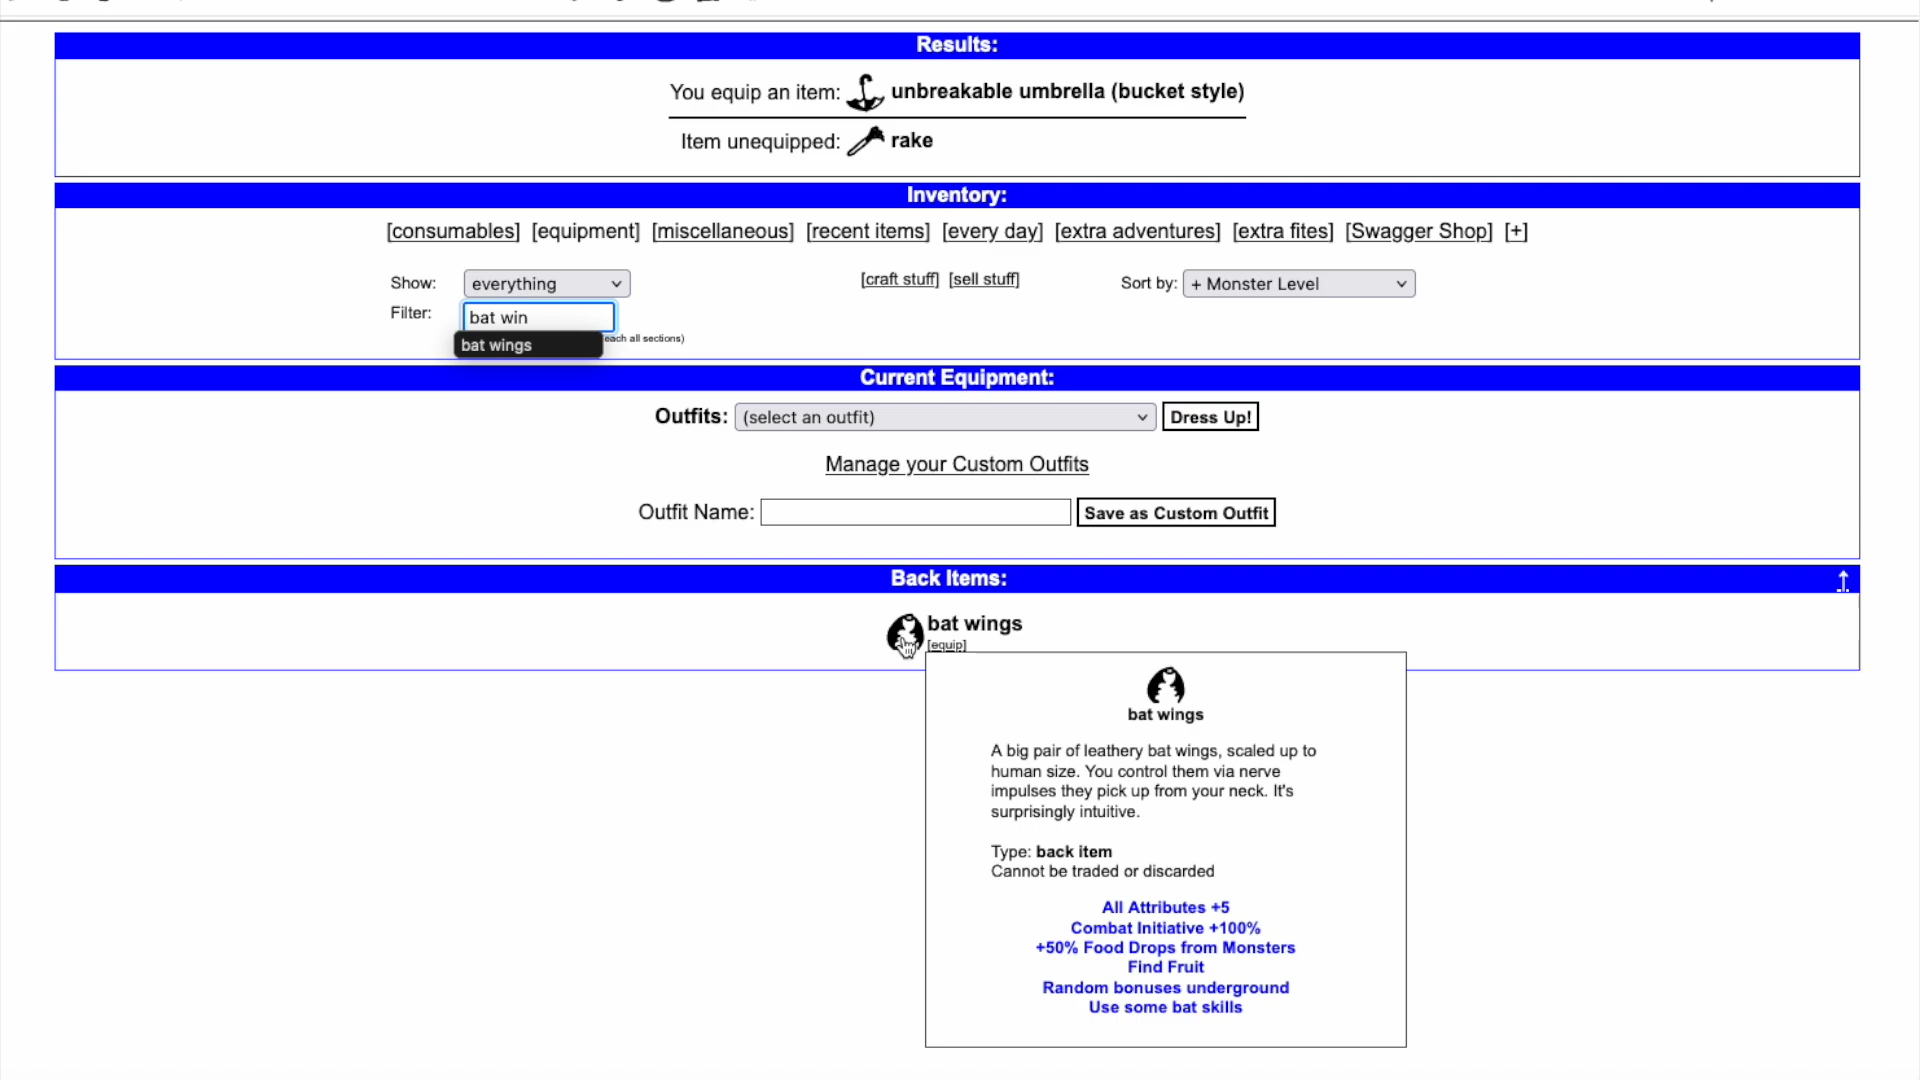 Results:
You equip an item: unbreakable umbrella (bucket style)
Item unequipped: rake
Inventory:
[consumables] [equipment] [miscellaneous] [recent items] [every day] [extra adventures] [extra fites] [Swagger Shop] [+]
Show: everything [craft stuff] [sell stuff] Sort by: + Monster Level
Filter: bat win
bat wings each all sections)
Current Equipment:
Outfits: (select an outfit) Dress Up!
Manage your Custom Outfits
Outfit Name: Save as Custom Outfit
Back Items:
bat wings
[equip]
bat wings
A big pair of leathery bat wings, scaled up to
human size. You control them via nerve
impulses they pick up from your neck. It's
surprisingly intuitive.
Type: back item
Cannot be traded or discarded
All Attributes +5
Combat Initiative +100%
+50% Food Drops from Monsters
Find Fruit
Random bonuses underground
Use some bat skills